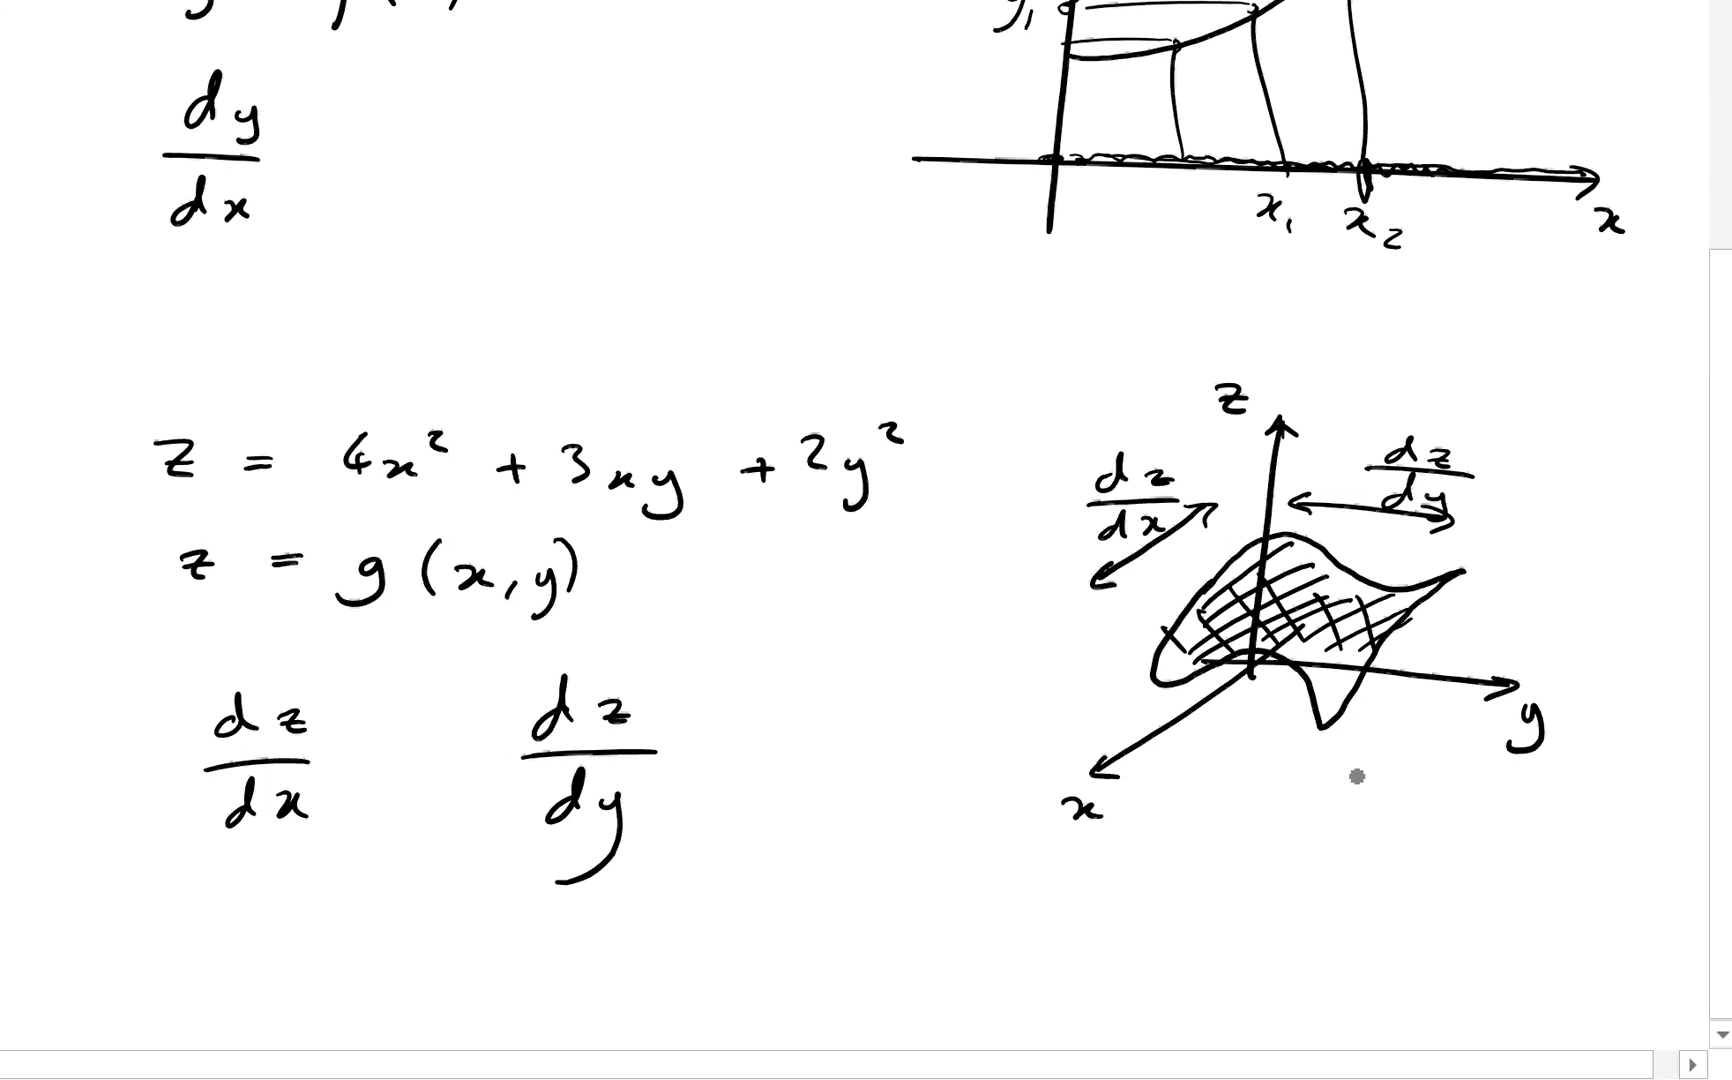 y₁
dy
dx
x₁ x₂ x
z = 4x² + 3xy + 2y²
z = g(x,y)
dz
dx
dz
dy
z
dz
dx
dz
dy
y
x